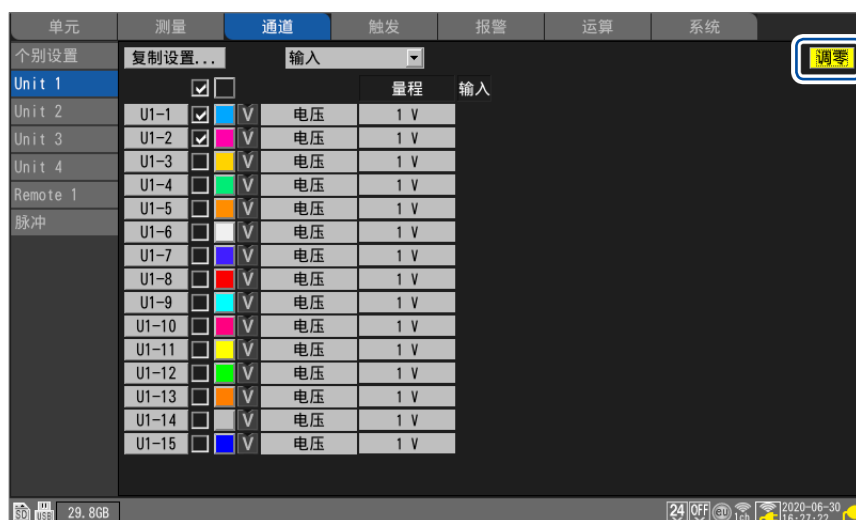 单元 测量 通道 触发 报警 运算 系统
个别设置 复制设置... 输入 调零
Unit 1 量程 输入
Unit 2 U1-1 V 电压 1 V
Unit 3 U1-2 V 电压 1 V
Unit 4 U1-3 V 电压 1 V
Remote 1 U1-4 V 电压 1 V
脉冲 U1-5 V 电压 1 V
U1-6 V 电压 1 V
U1-7 V 电压 1 V
U1-8 V 电压 1 V
U1-9 V 电压 1 V
U1-10 V 电压 1 V
U1-11 V 电压 1 V
U1-12 V 电压 1 V
U1-13 V 电压 1 V
U1-14 V 电压 1 V
U1-15 V 电压 1 V
SD USB 29.8GB 24 OFF 1ch 2020-06-30
16:27:22